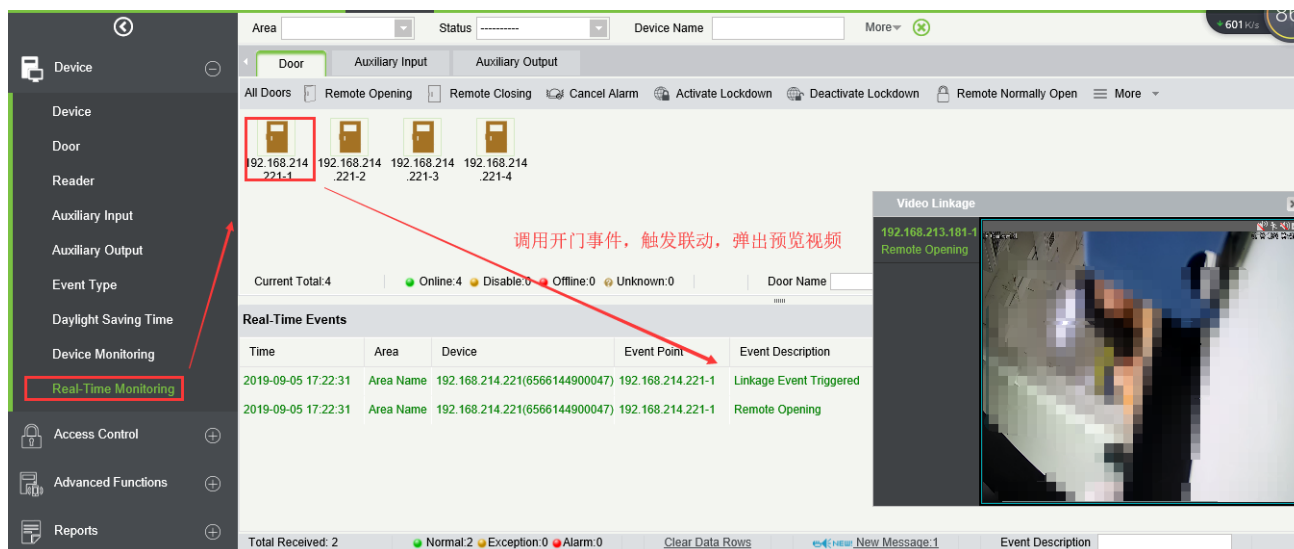 Area Status ---------- Device Name More
+601 K/s
Device
Door Auxiliary Input Auxiliary Output
All Doors Remote Opening Remote Closing Cancel Alarm Activate Lockdown Deactivate Lockdown Remote Normally Open More
Device
Door
Reader
Auxiliary Input
Auxiliary Output
Event Type
Daylight Saving Time
Device Monitoring
Real-Time Monitoring
Access Control
Advanced Functions
Reports
192.168.214 192.168.214 192.168.214 192.168.214
.221-1 .221-2 .221-3 .221-4
调用开门事件，触发联动，弹出预览视频
Video Linkage
192.168.213.181-1
Remote Opening
Current Total:4 Online:4 Disable:0 Offline:0 Unknown:0 Door Name
Real-Time Events
Time Area Device Event Point Event Description
2019-09-05 17:22:31 Area Name 192.168.214.221(6566144900047) 192.168.214.221-1 Linkage Event Triggered
2019-09-05 17:22:31 Area Name 192.168.214.221(6566144900047) 192.168.214.221-1 Remote Opening
Total Received: 2 Normal:2 Exception:0 Alarm:0 Clear Data Rows NEW New Message:1 Event Description